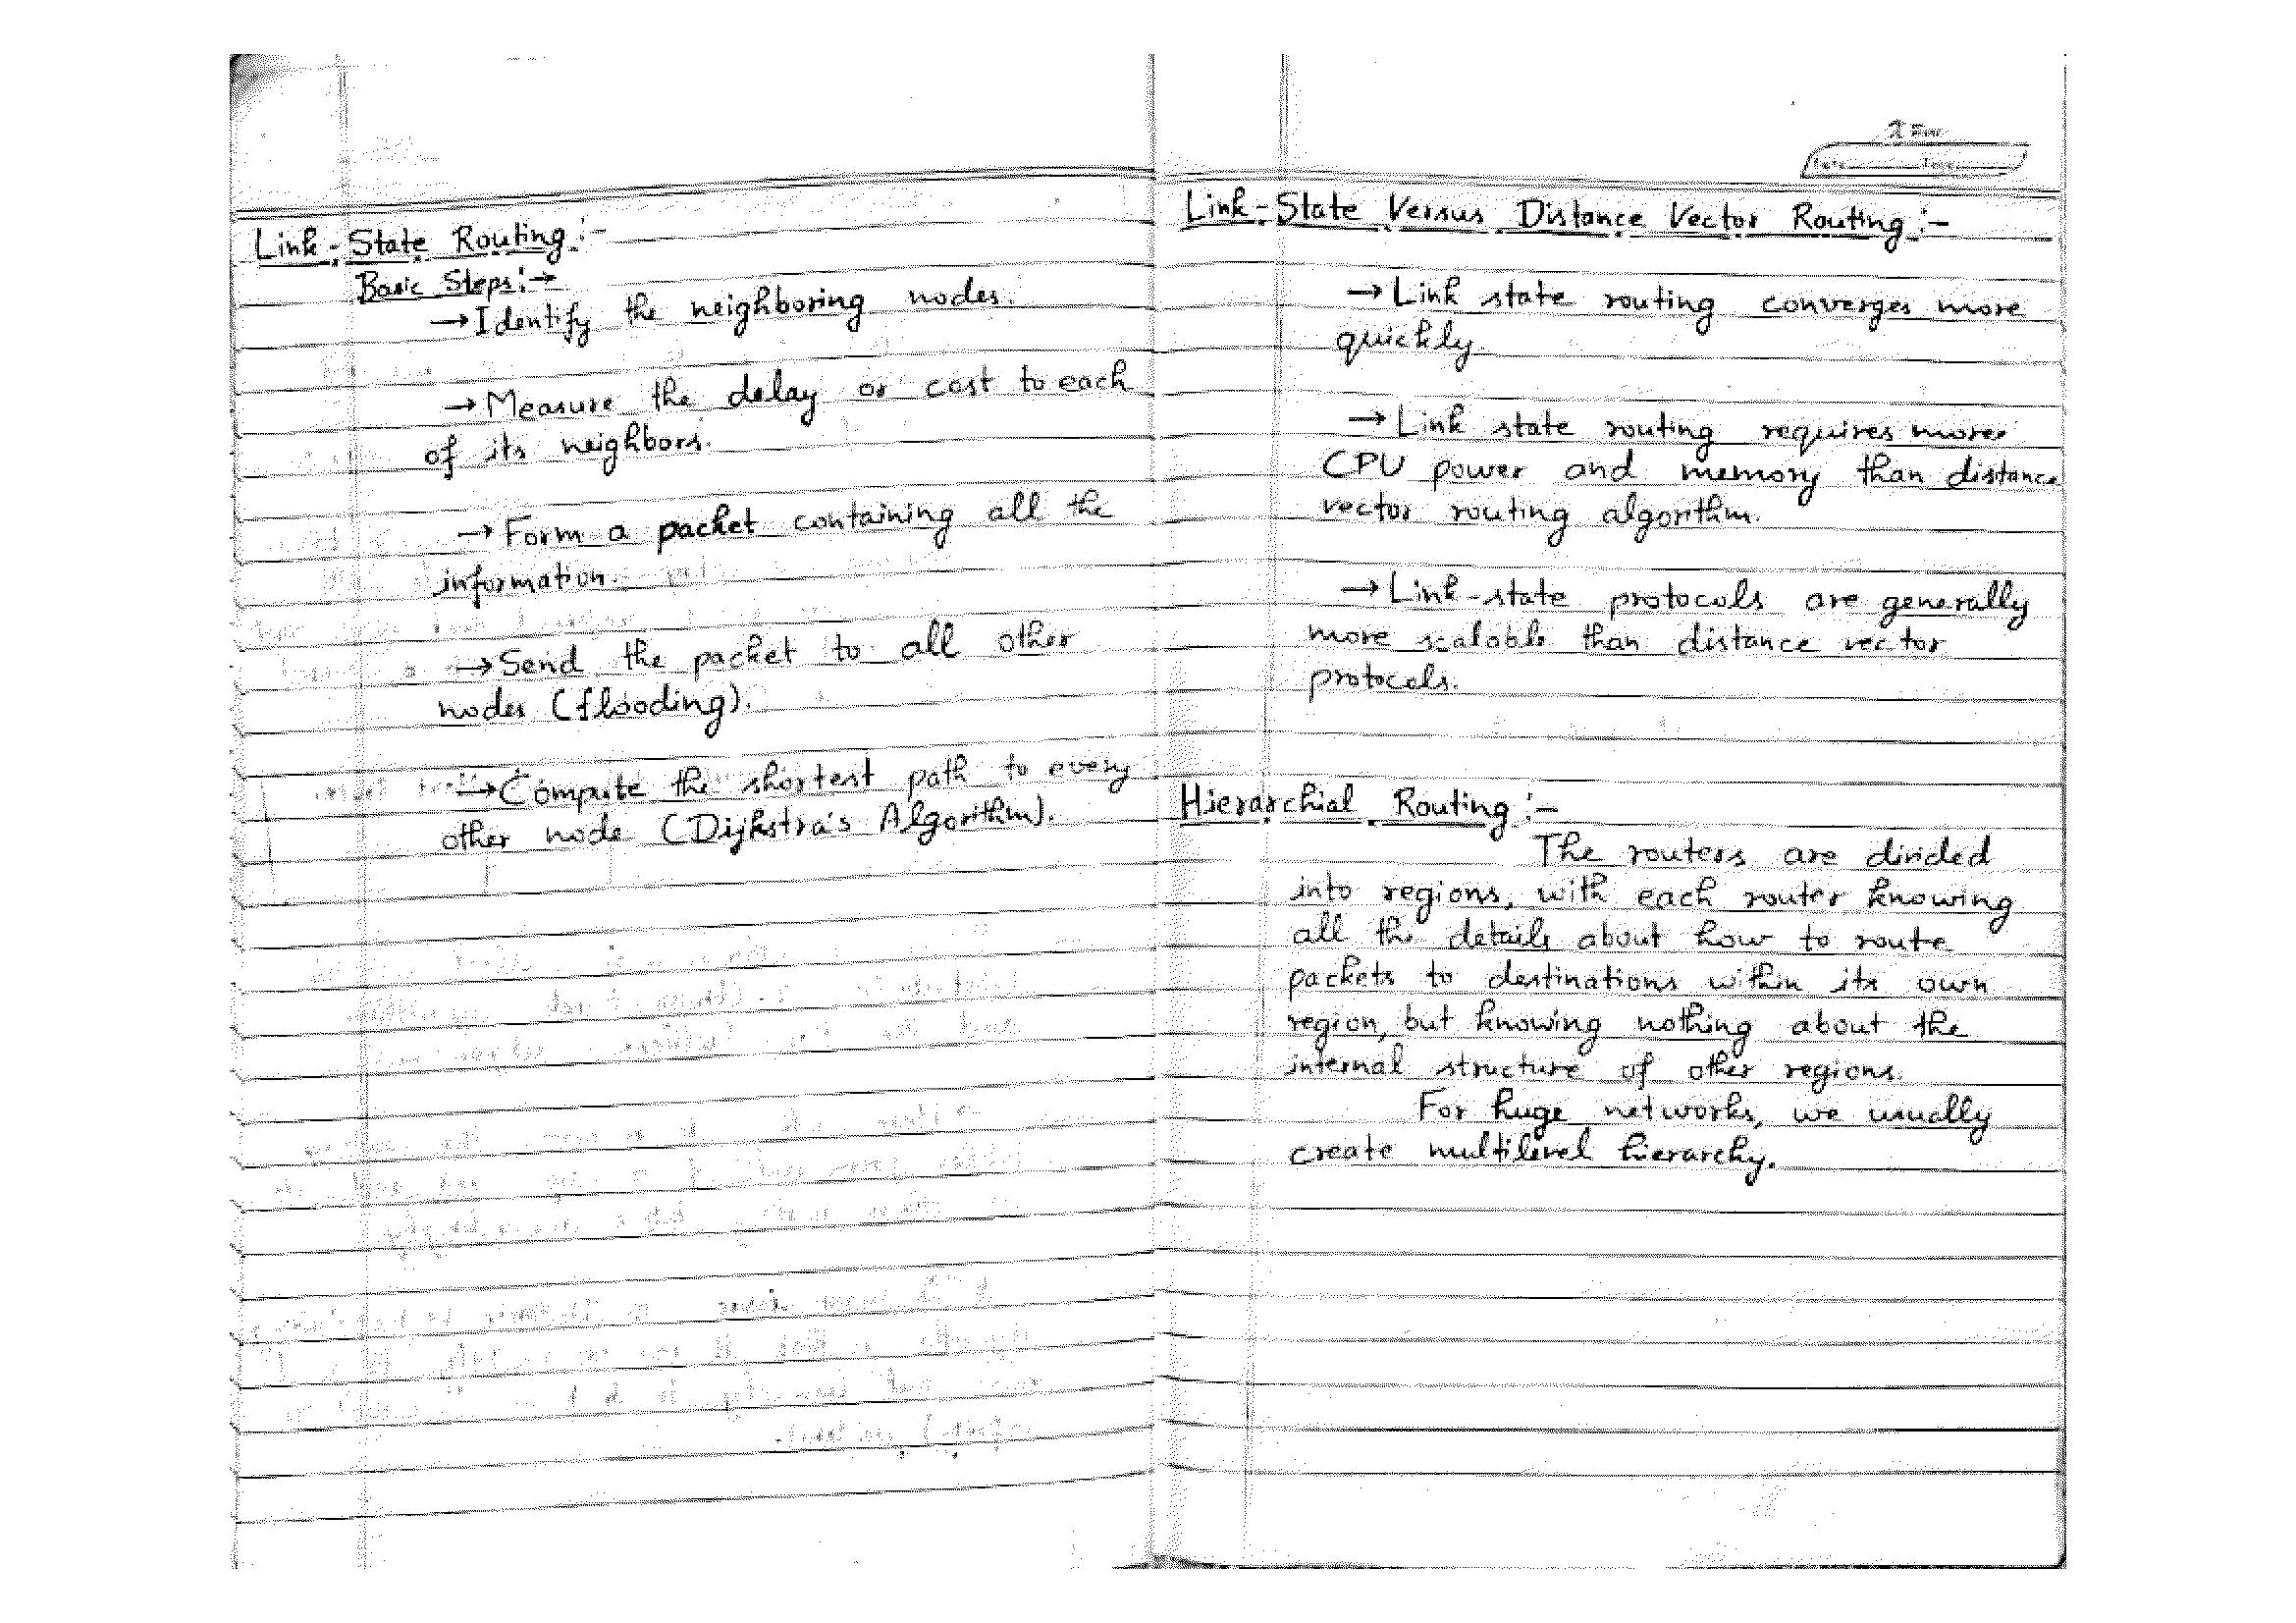 Link-State Routing:-
Basic Steps:→
→Identify the neighboring nodes.
→Measure the delay or cost to each
of its neighbors.
→Form a packet containing all the
information.
→Send the packet to all other
nodes (flooding).
→Compute the shortest path to every
other node (Dijkstra's Algorithm).
Link-State Versus Distance Vector Routing:-
→Link state routing converges more
quickly.
→Link state routing requires more
CPU power and memory than distance
vector routing algorithm.
→Link-state protocols are generally
more scalable than distance vector
protocols.
Hierarchial Routing:-
The routers are divided
into regions, with each router knowing
all the details about how to route
packets to destinations within its own
region, but knowing nothing about the
internal structure of other regions.
For huge networks, we usually
create multilevel hierarchy.